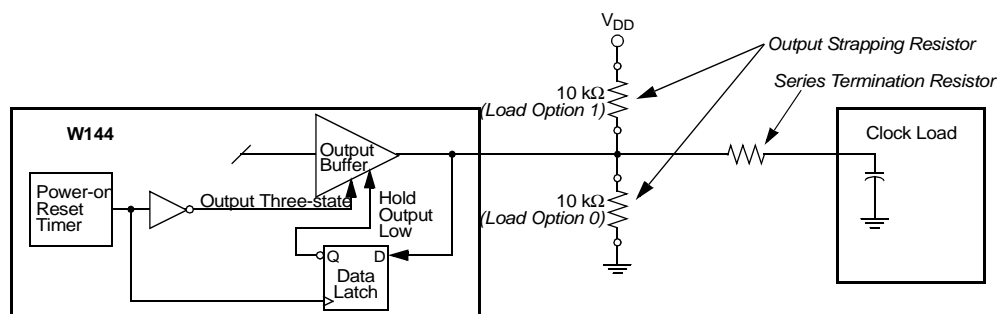 V_DD
Output Strapping Resistor
Series Termination Resistor
10 kΩ
(Load Option 1)
W144
Output
Buffer
Clock Load
Power-on
Reset
Timer
Output Three-state
Hold
Output
Low
10 kΩ
(Load Option 0)
Q
D
Data
Latch